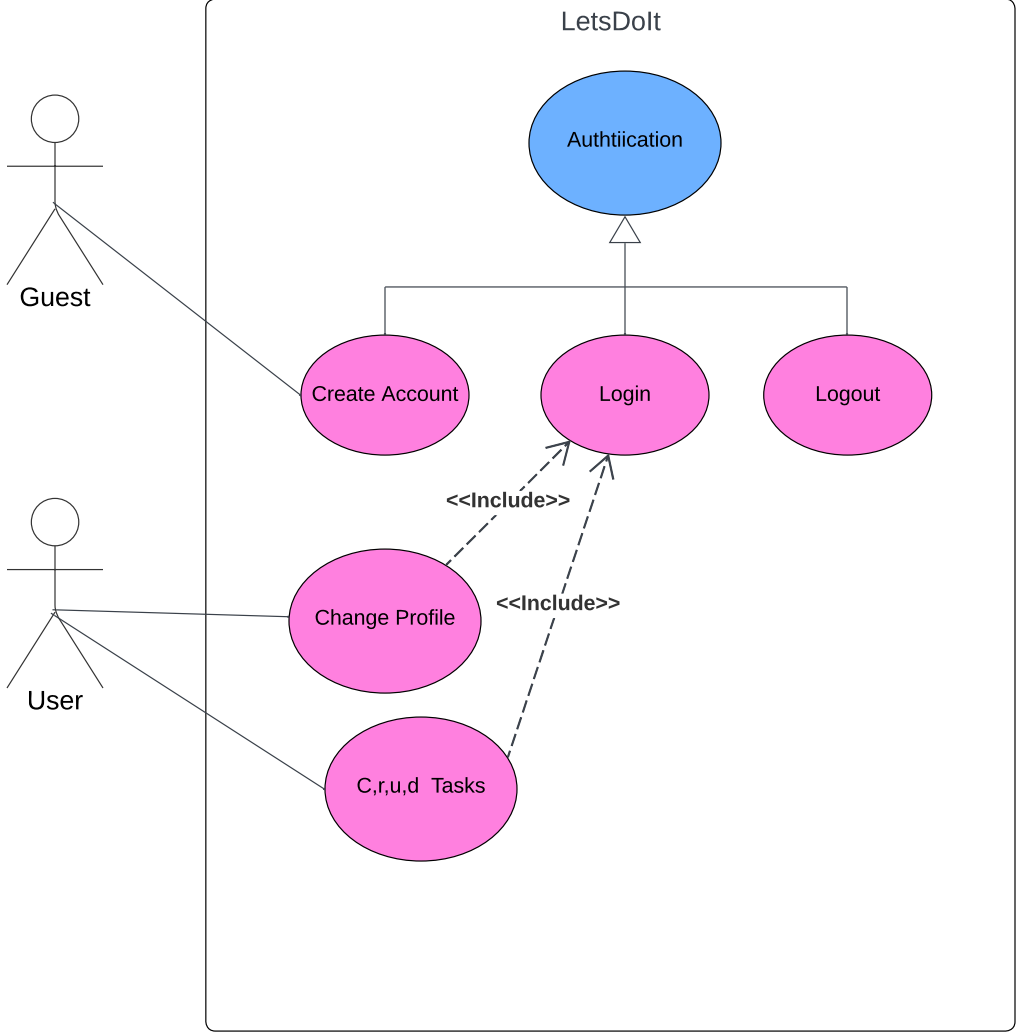 LetsDoIt
Authtiication
Guest
Create Account
Login
Logout
<<Include>>
<<Include>>
Change Profile
User
C,r,u,d  Tasks